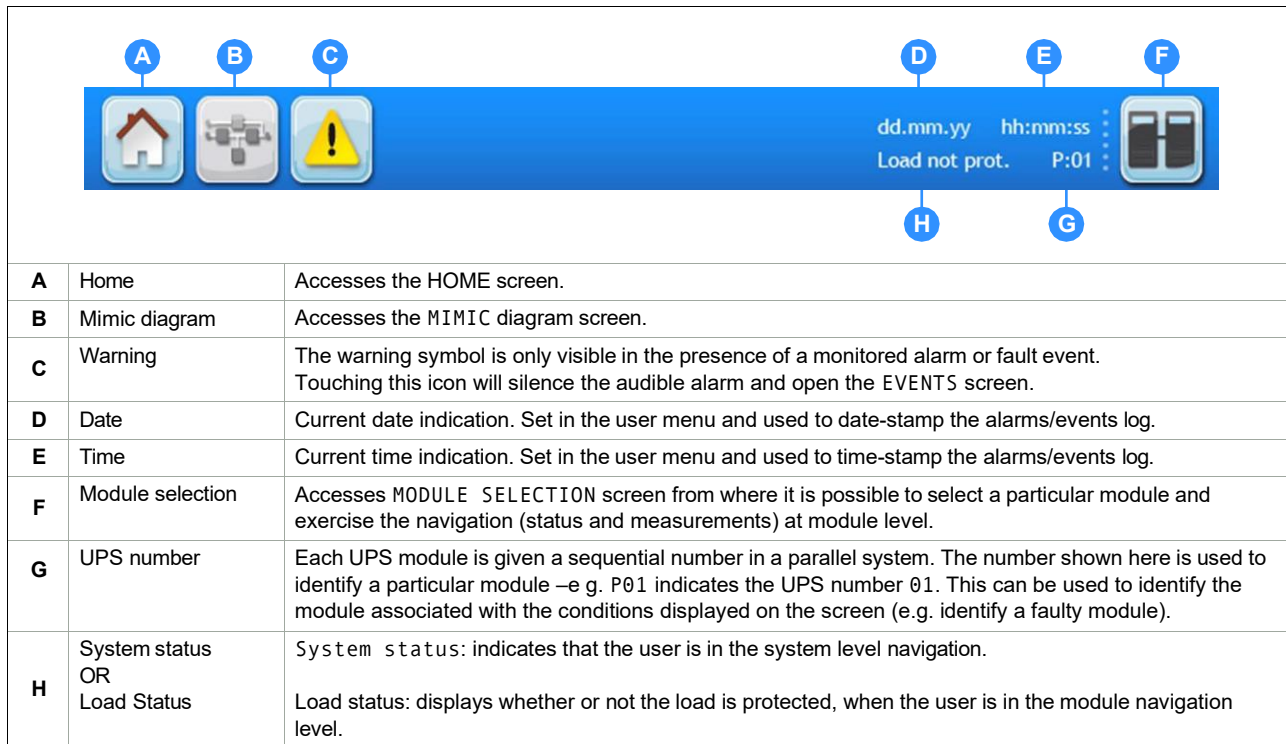 A B C D E F
dd.mm.yy hh:mm:ss
Load not prot. P:01
H G
A Home Accesses the HOME screen.
B Mimic diagram Accesses the MIMIC diagram screen.
C Warning The warning symbol is only visible in the presence of a monitored alarm or fault event.
Touching this icon will silence the audible alarm and open the EVENTS screen.
D Date Current date indication. Set in the user menu and used to date-stamp the alarms/events log.
E Time Current time indication. Set in the user menu and used to time-stamp the alarms/events log.
F Module selection Accesses MODULE SELECTION screen from where it is possible to select a particular module and
exercise the navigation (status and measurements) at module level.
G UPS number Each UPS module is given a sequential number in a parallel system. The number shown here is used to
identify a particular module –e g. P01 indicates the UPS number 01. This can be used to identify the
module associated with the conditions displayed on the screen (e.g. identify a faulty module).
H System status System status: indicates that the user is in the system level navigation.
OR
Load Status Load status: displays whether or not the load is protected, when the user is in the module navigation
level.